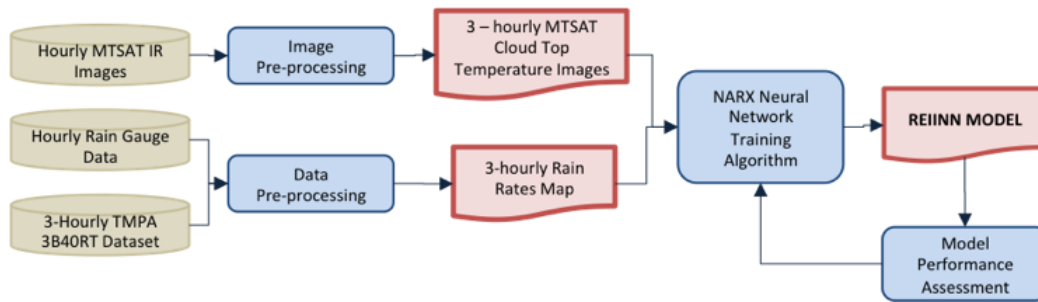 Hourly MTSAT IR
Images
Image
Pre-processing
3 – hourly MTSAT
Cloud Top
Temperature Images
Hourly Rain Gauge
Data
3-Hourly TMPA
3B40RT Dataset
Data
Pre-processing
3-hourly Rain
Rates Map
NARX Neural
Network
Training
Algorithm
REIINN MODEL
Model
Performance
Assessment